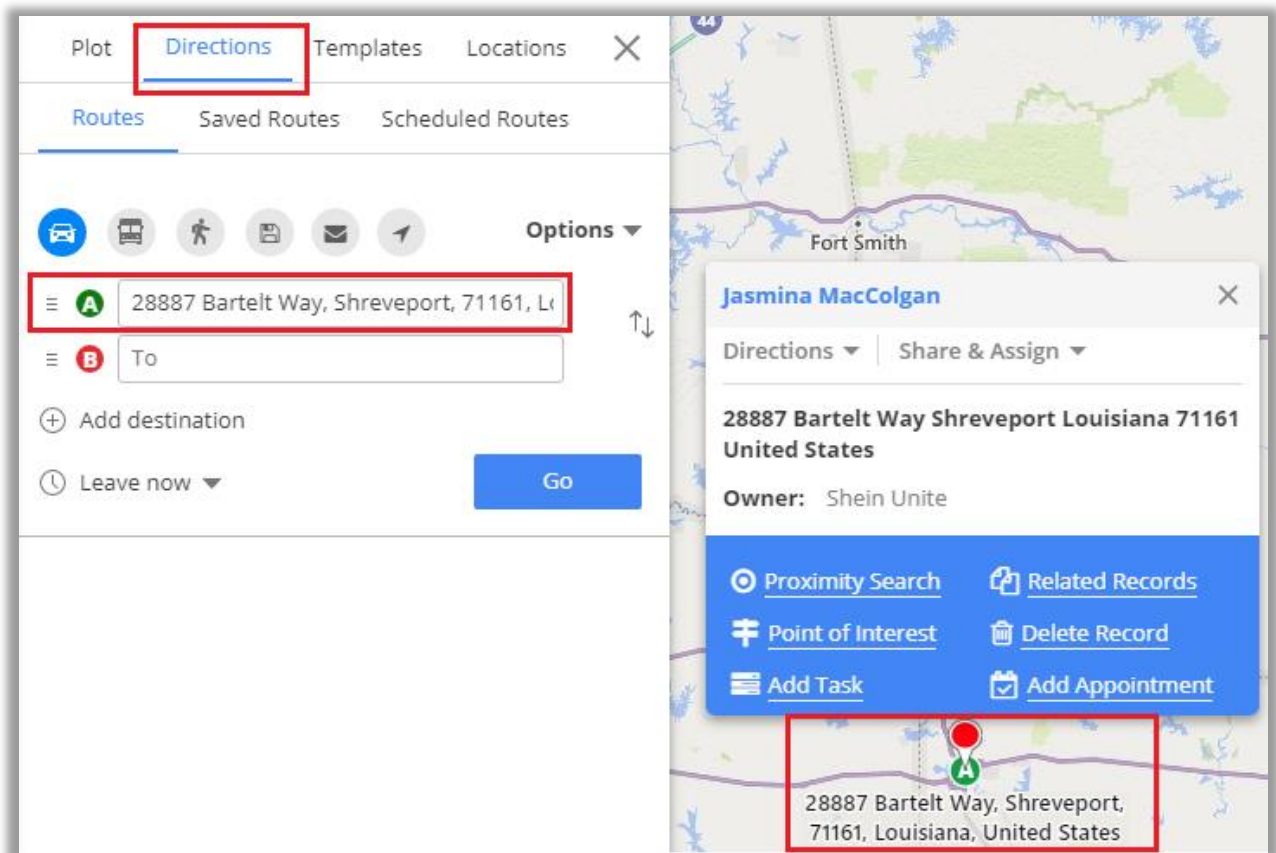 Plot Directions Templates Locations
Routes Saved Routes Scheduled Routes
Options
A 28887 Bartelt Way, Shreveport, 71161, Lo
B To
Add destination
Leave now Go
44
Fort Smith
Jasmina MacColgan
Directions Share & Assign
28887 Bartelt Way Shreveport Louisiana 71161
United States
Owner: Shein Unite
Proximity Search Related Records
Point of Interest Delete Record
Add Task Add Appointment
A
28887 Bartelt Way, Shreveport,
71161, Louisiana, United States